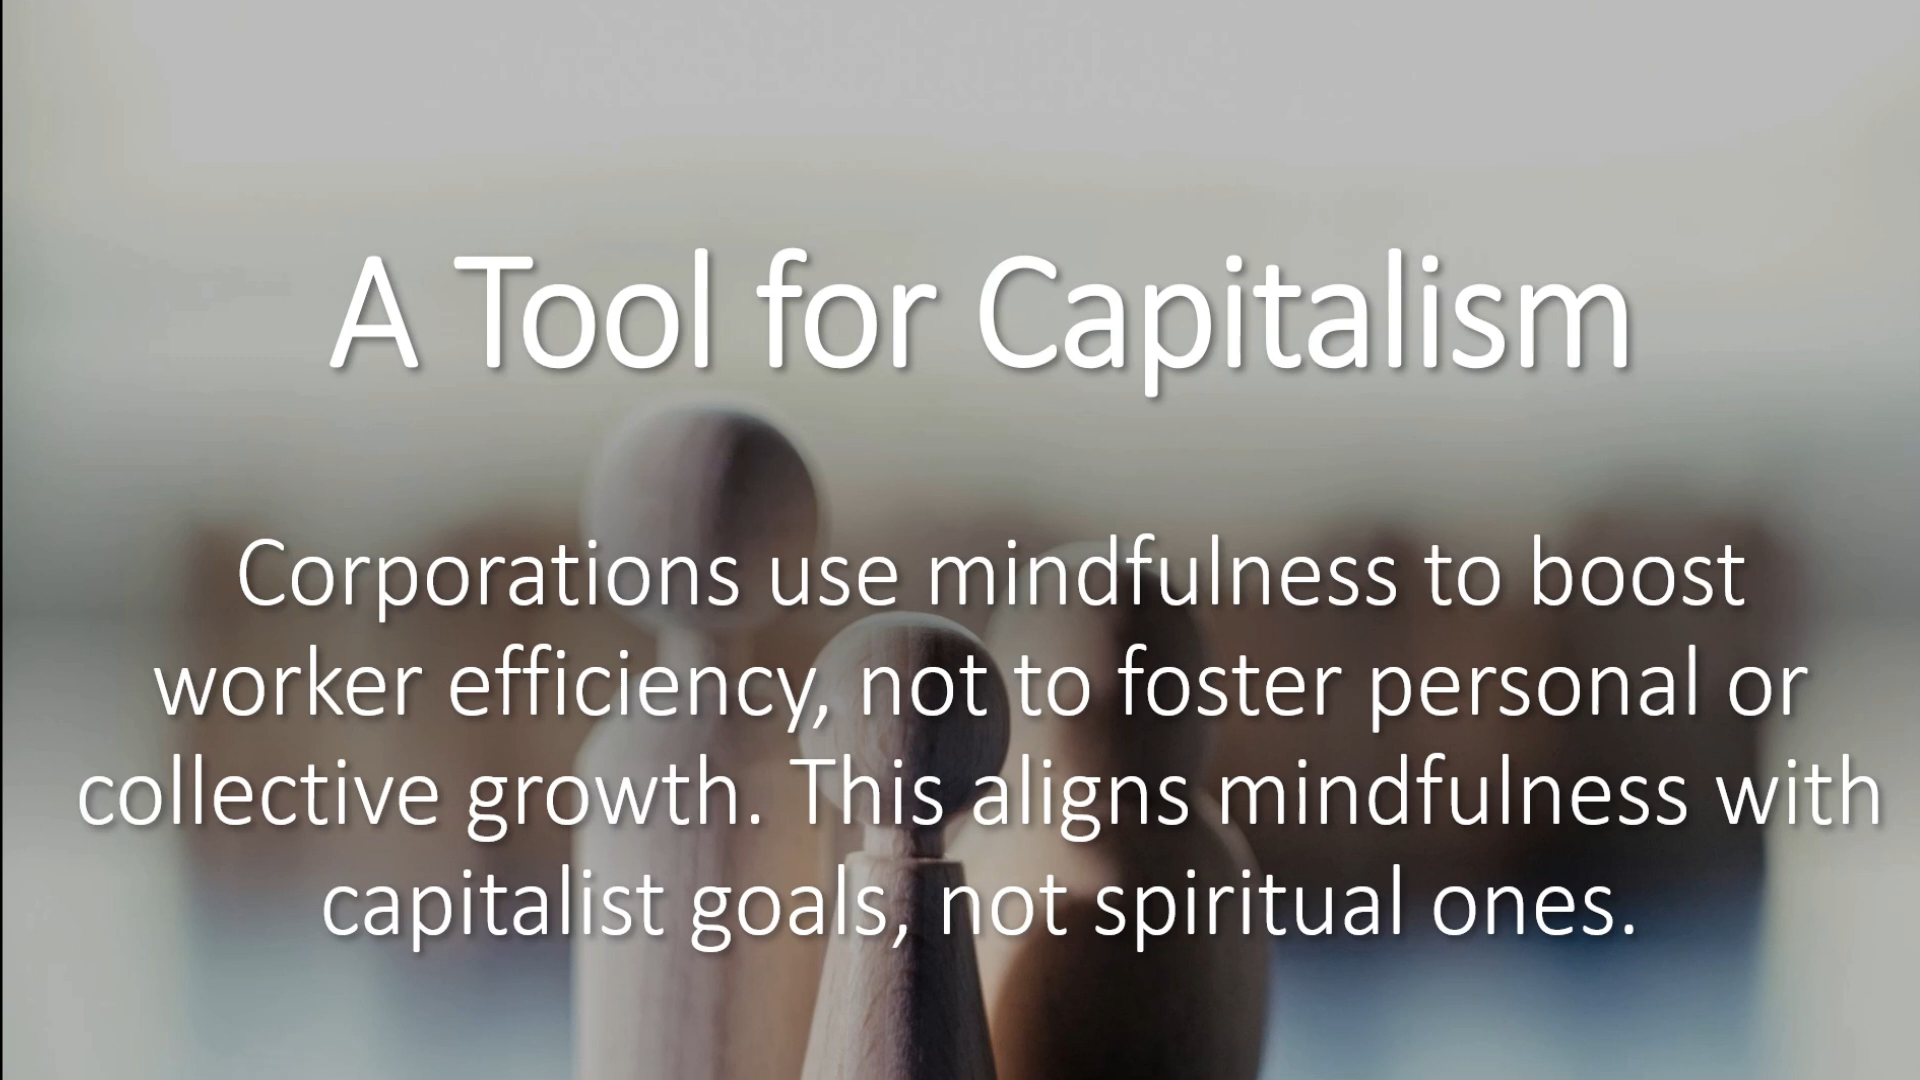 A Tool for Capitalism
Corporations use mindfulness to boost
worker efficiency, not to foster personal or
collective growth. This aligns mindfulness with
capitalist goals, not spiritual ones.